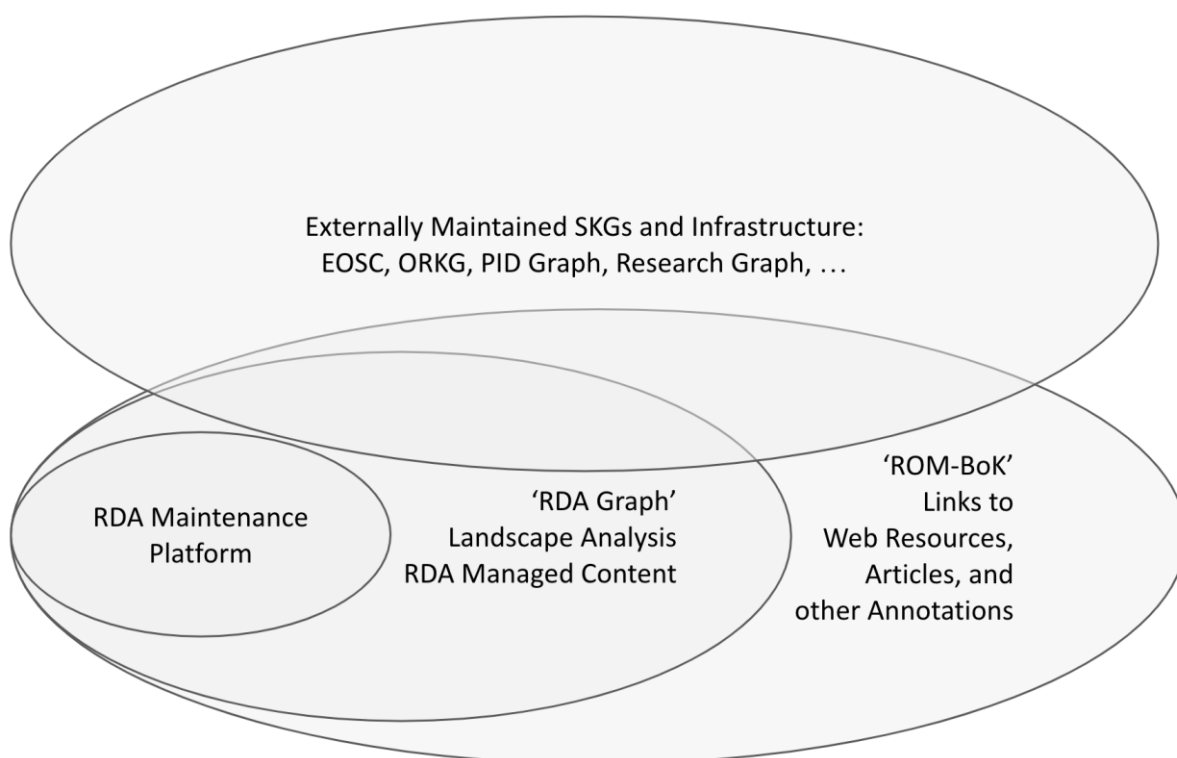 Externally Maintained SKGs and Infrastructure:
EOSC, ORKG, PID Graph, Research Graph, …
RDA Maintenance
Platform
‘RDA Graph’
Landscape Analysis
RDA Managed Content
‘ROM-BoK’
Links to
Web Resources,
Articles, and
other Annotations